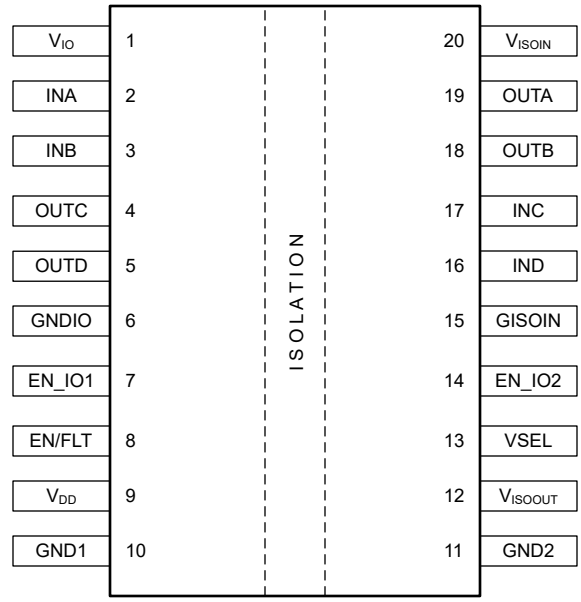 V_IO 1 20 V_ISOIN
INA 2 19 OUTA
INB 3 18 OUTB
OUTC 4 17 INC
OUTD 5 16 IND
GNDIO 6 15 GISOIN
EN_IO1 7 14 EN_IO2
EN/FLT 8 13 VSEL
V_DD 9 12 V_ISOOUT
GND1 10 11 GND2
ISOLATION